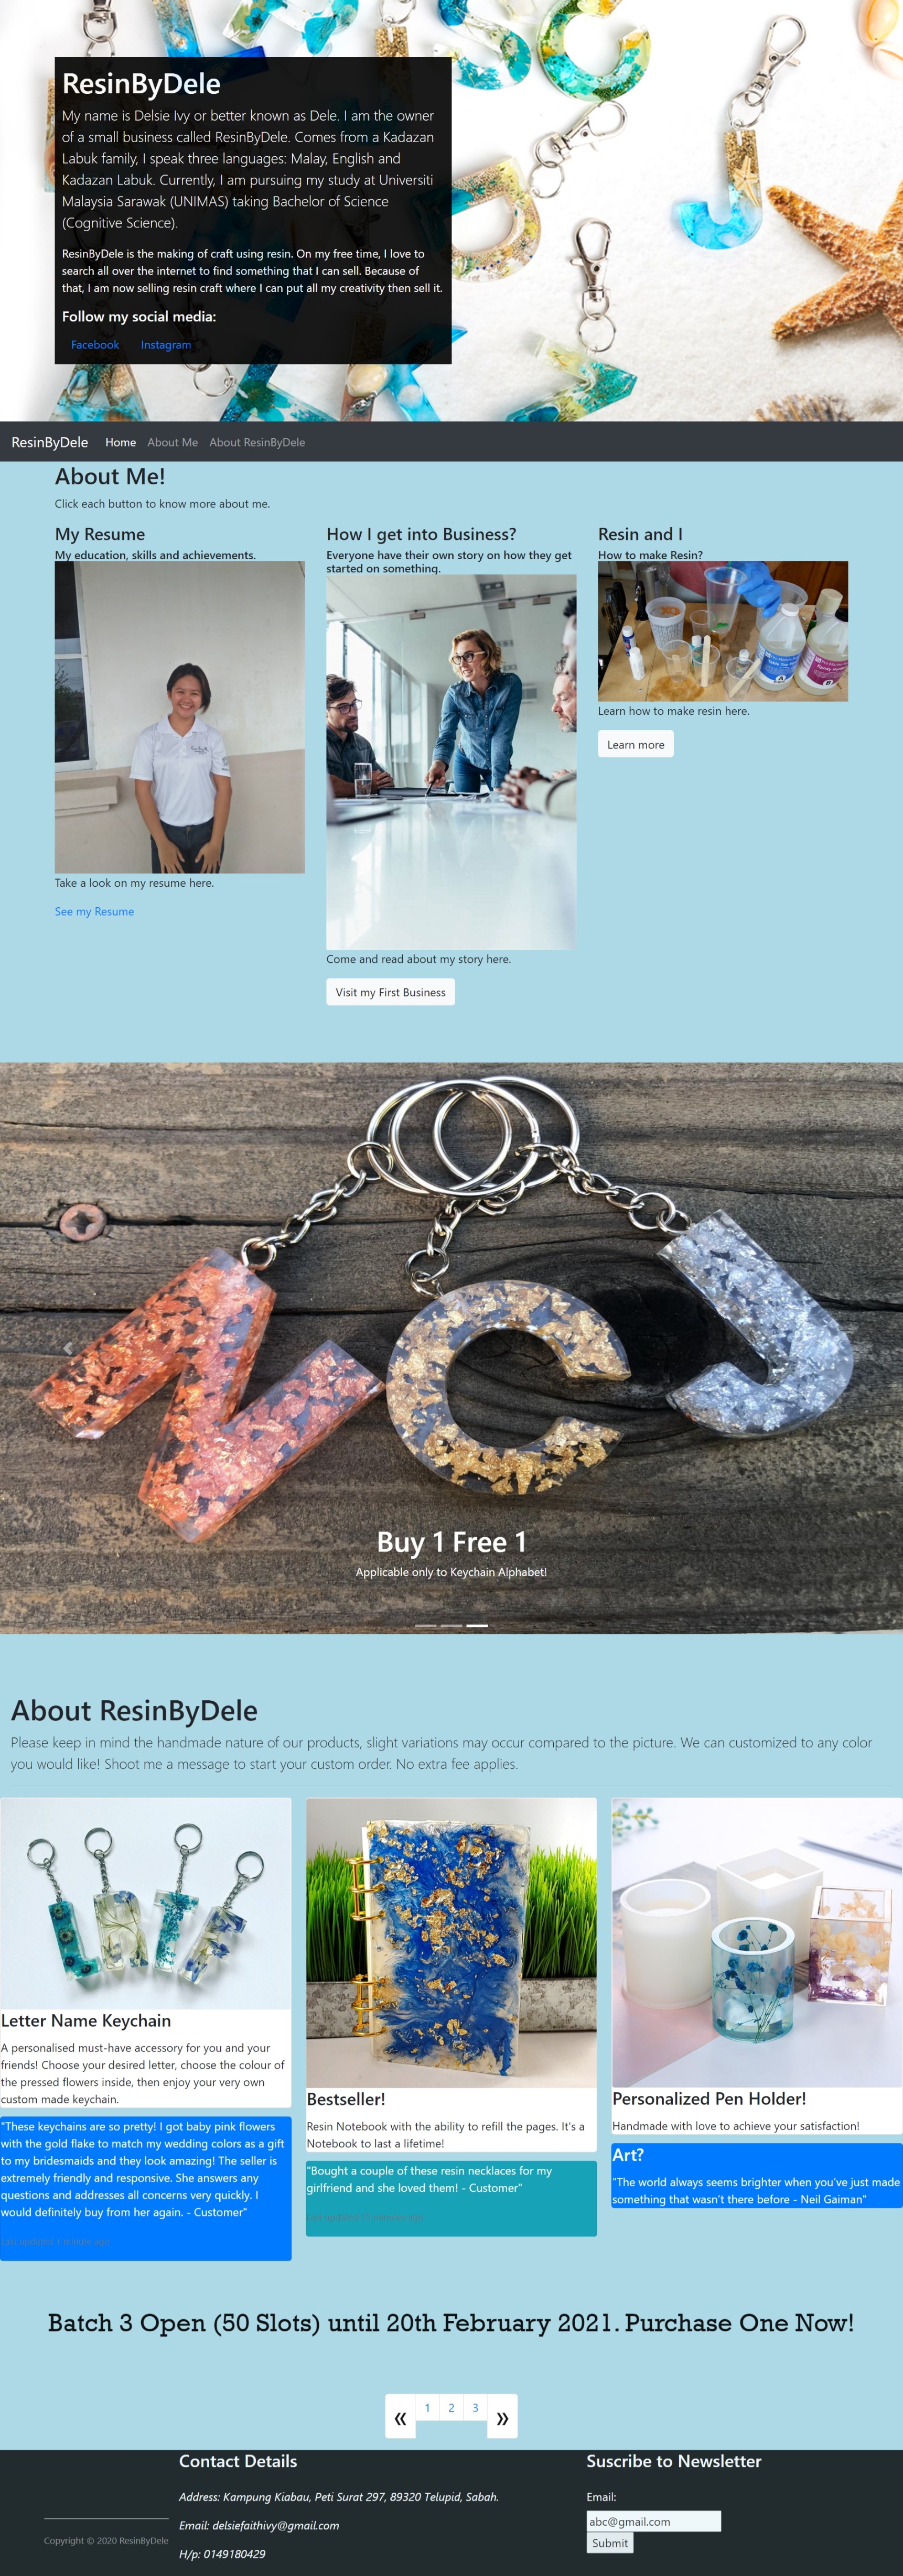 ResinByDele
My name is Delsie Ivy or better known as Dele. I am the owner
of a small business called ResinByDele. Comes from a Kadazan
Labuk family, I speak three languages: Malay, English and
Kadazan Labuk. Currently, I am pursuing my study at Universiti
Malaysia Sarawak (UNIMAS) taking Bachelor of Science
(Cognitive Science).
ResinByDele is the making of craft using resin. On my free time, I love to
search all over the internet to find something that I can sell. Because of
that, I am now selling resin craft where I can put all my creativity then sell it.
Follow my social media:
Facebook Instagram
ResinByDele Home About Me About ResinByDele
About Me!
Click each button to know more about me.
My Resume
My education, skills and achievements.
Take a look on my resume here.
See my Resume
How I get into Business?
Everyone have their own story on how they get
started on something.
Come and read about my story here.
Visit my First Business
Resin and I
How to make Resin?
Learn how to make resin here.
Learn more
Buy 1 Free 1
Applicable only to Keychain Alphabet!
About ResinByDele
Please keep in mind the handmade nature of our products, slight variations may occur compared to the picture. We can customized to any color
you would like! Shoot me a message to start your custom order. No extra fee applies.
Letter Name Keychain
A personalised must-have accessory for you and your
friends! Choose your desired letter, choose the colour of
the pressed flowers inside, then enjoy your very own
custom made keychain.
"These keychains are so pretty! I got baby pink flowers
with the gold flake to match my wedding colors as a gift
to my bridesmaids and they look amazing! The seller is
extremely friendly and responsive. She answers any
questions and addresses all concerns very quickly. I
would definitely buy from her again. - Customer"
Last updated 1 minute ago
Bestseller!
Resin Notebook with the ability to refill the pages. It's a
Notebook to last a lifetime!
"Bought a couple of these resin necklaces for my
girlfriend and she loved them! - Customer"
Last updated minutes ago
Personalized Pen Holder!
Handmade with love to achieve your satisfaction!
Art?
"The world always seems brighter when you've just made
something that wasn't there before - Neil Gaiman"
Batch 3 Open (50 Slots) until 20th February 2021. Purchase One Now!
« 1 2 3 »
Copyright © 2020 ResinByDele
Contact Details
Address: Kampung Kiabau, Peti Surat 297, 89320 Telupid, Sabah.
Email: delsiefaithivy@gmail.com
H/p: 0149180429
Suscribe to Newsletter
Email:
abc@gmail.com
Submit